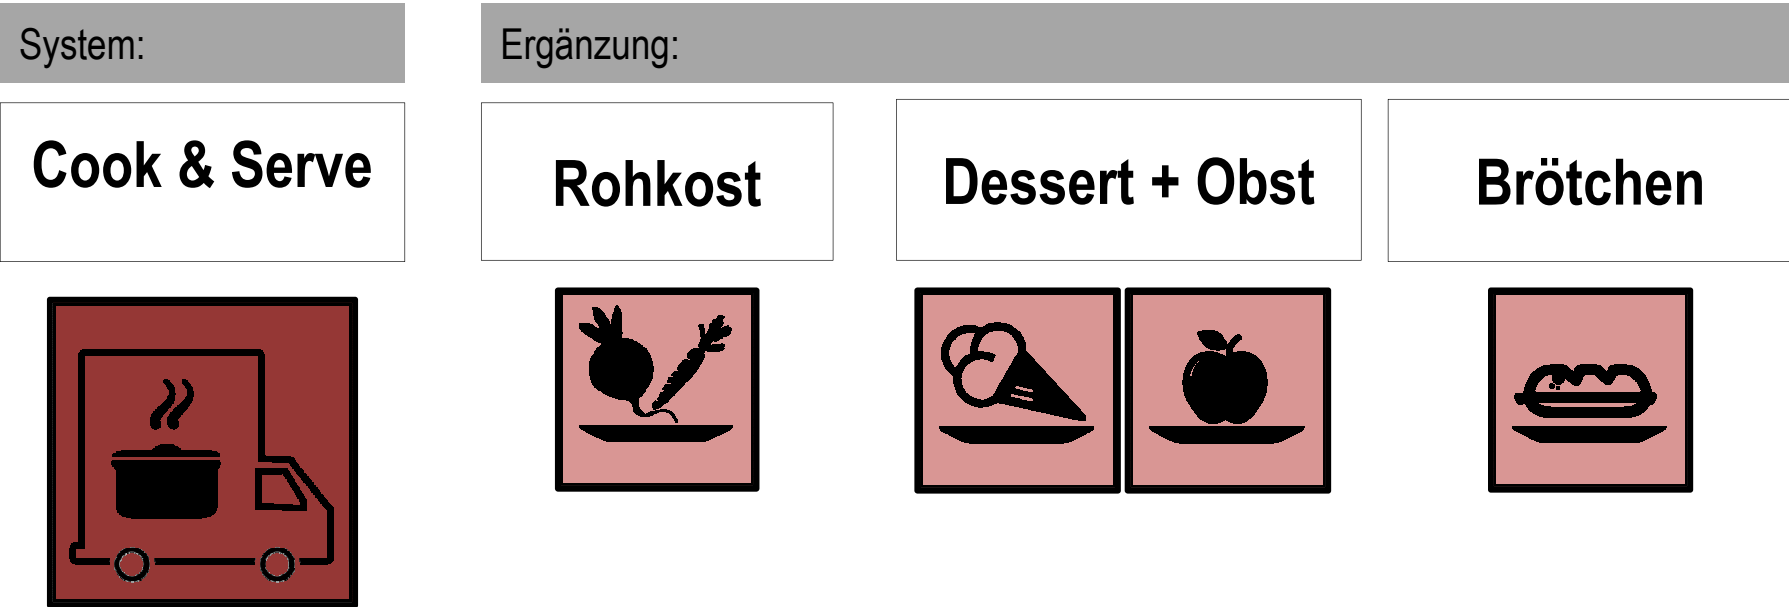 System:
Ergänzung:
Cook & Serve
Rohkost
Dessert + Obst
Brötchen